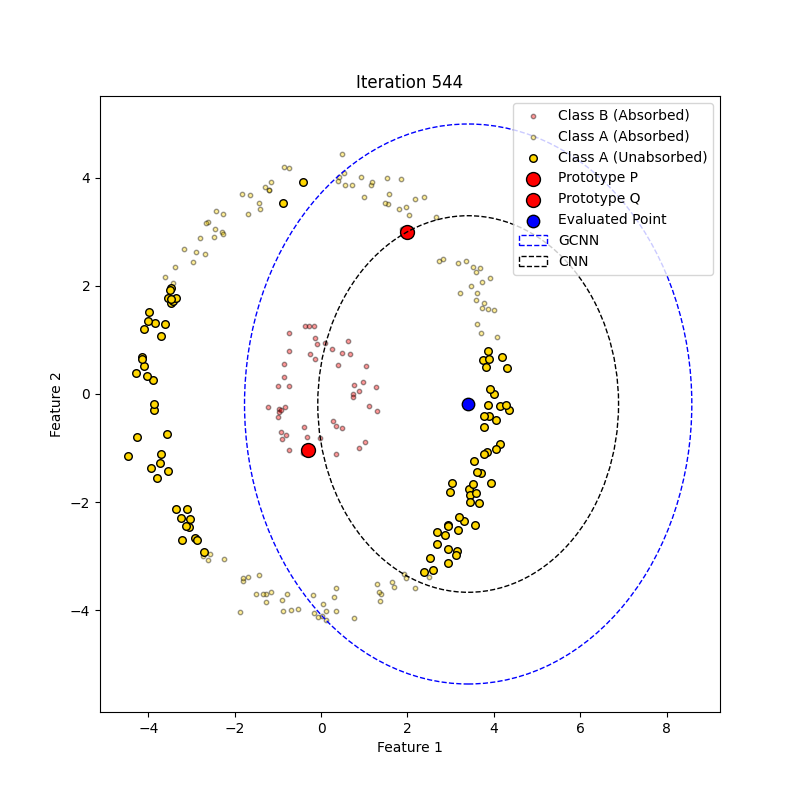 Iteration 544
Class B (Absorbed)
Class A (Absorbed)
Class A (Unabsorbed)
Prototype P
Prototype Q
Evaluated Point
GCNN
CNN
Feature 2
4
2
0
−2
−4
−4
−2
0
2
4
6
8
Feature 1